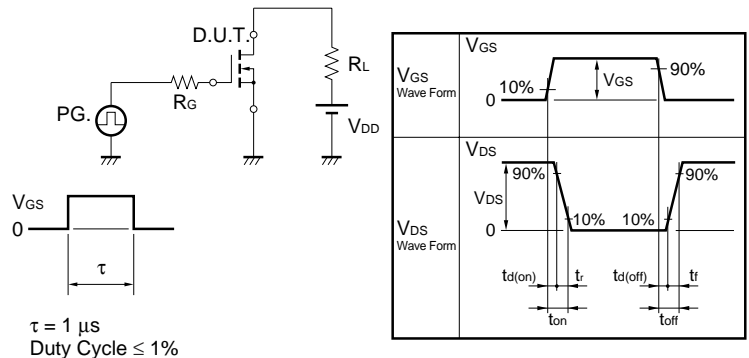 D.U.T.
RL
RG
PG.
VDD
VGS
0
τ
τ = 1 μs
Duty Cycle ≤ 1%
VGS
Wave Form
VGS
10%
VGS
90%
0
VDS
Wave Form
VDS
90%
90%
VDS
10%
10%
0
td(on)
tr
td(off)
tf
ton
toff